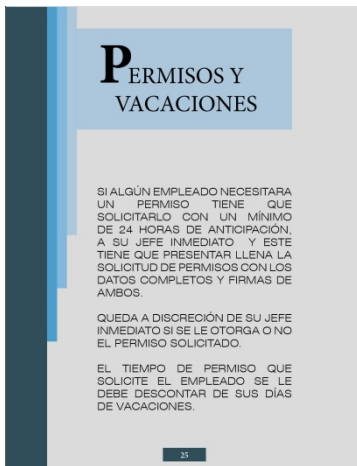 PERMISOS Y
VACACIONES
SI ALGÚN EMPLEADO NECESITARA
UN PERMISO TIENE QUE
SOLICITARLO CON UN MÍNIMO
DE 24 HORAS DE ANTICIPACIÓN,
A SU JEFE INMEDIATO Y ESTE
TIENE QUE PRESENTAR LLENA LA
SOLICITUD DE PERMISOS CON LOS
DATOS COMPLETOS Y FIRMAS DE
AMBOS.
QUEDA A DISCRECIÓN DE SU JEFE
INMEDIATO SI SE LE OTORGA O NO
EL PERMISO SOLICITADO.
EL TIEMPO DE PERMISO QUE
SOLICITE EL EMPLEADO SE LE
DEBE DESCONTAR DE SUS DÍAS
DE VACACIONES.
25